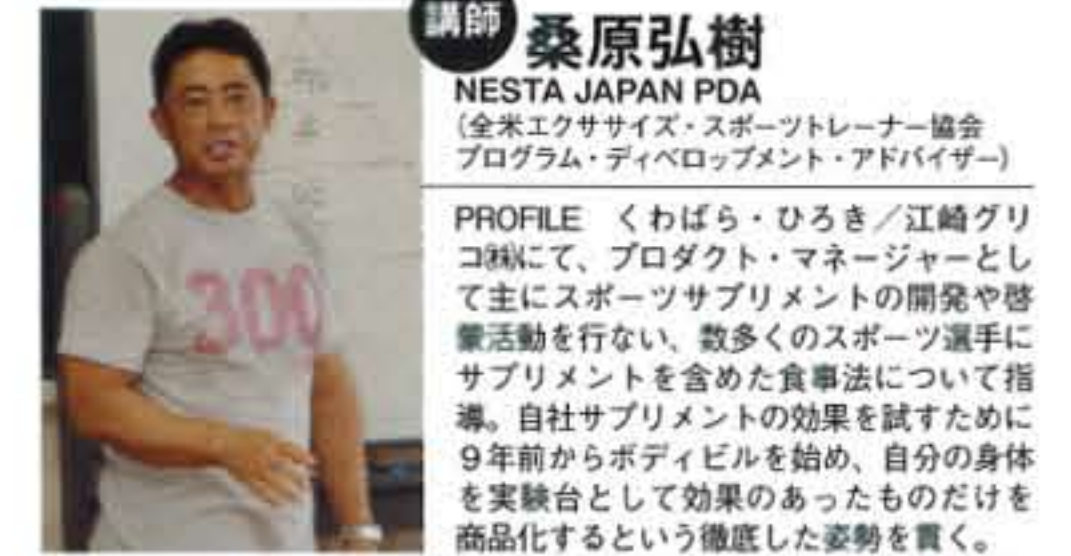 講師
桑原弘樹
NESTA JAPAN PDA
(全米エクササイズ・スポーツトレーナー協会
プログラム・ディベロップメント・アドバイザー)
PROFILE くわばら・ひろき/江崎グリ
コ㈱にて、プロダクト・マネージャーとし
て主にスポーツサプリメントの開発や啓
蒙活動を行ない、数多くのスポーツ選手に
サプリメントを含めた食事法について指
導。自社サプリメントの効果を試すために
9年前からボディビルを始め、自分の身体
を実験台として効果のあったものだけを
商品化するという徹底した姿勢を貫く。
300